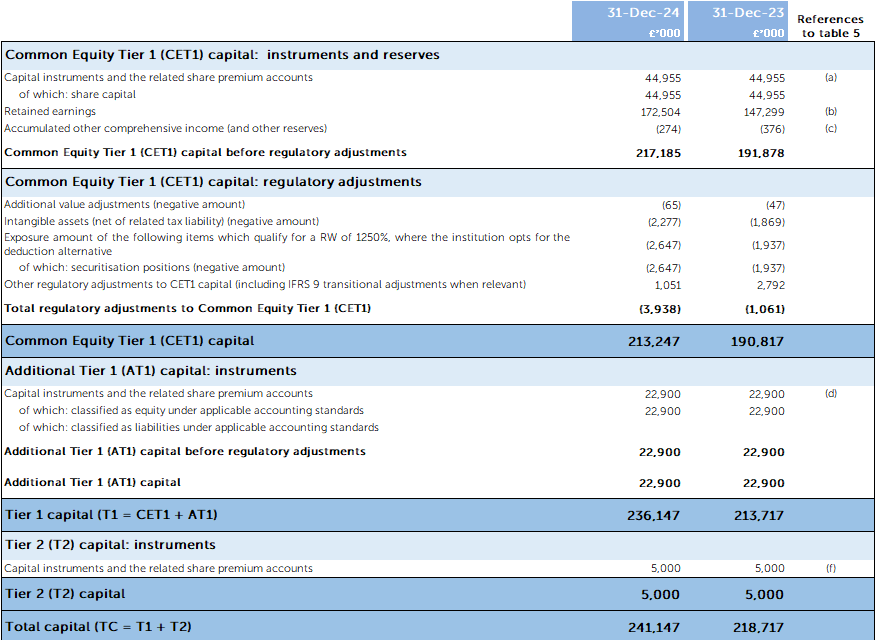 31-Dec-24 31-Dec-23 References
£'000 £'000 to table 5
Common Equity Tier 1 (CET1) capital: instruments and reserves
Capital instruments and the related share premium accounts 44,955 44,955 (a)
of which: share capital 44,955 44,955
Retained earnings 172,504 147,299 (b)
Accumulated other comprehensive income (and other reserves) (274) (376) (c)
Common Equity Tier 1 (CET1) capital before regulatory adjustments 217,185 191,878
Common Equity Tier 1 (CET1) capital: regulatory adjustments
Additional value adjustments (negative amount) (65) (47)
Intangible assets (net of related tax liability) (negative amount) (2,277) (1,869)
Exposure amount of the following items which qualify for a RW of 1250%, where the institution opts for the
deduction alternative (2,647) (1,937)
of which: securitisation positions (negative amount) (2,647) (1,937)
Other regulatory adjustments to CET1 capital (including IFRS 9 transitional adjustments when relevant) 1,051 2,792
Total regulatory adjustments to Common Equity Tier 1 (CET1) (3,938) (1,061)
Common Equity Tier 1 (CET1) capital 213,247 190,817
Additional Tier 1 (AT1) capital: instruments
Capital instruments and the related share premium accounts 22,900 22,900 (d)
of which: classified as equity under applicable accounting standards 22,900 22,900
of which: classified as liabilities under applicable accounting standards
Additional Tier 1 (AT1) capital before regulatory adjustments 22,900 22,900
Additional Tier 1 (AT1) capital 22,900 22,900
Tier 1 capital (T1 = CET1 + AT1) 236,147 213,717
Tier 2 (T2) capital: instruments
Capital instruments and the related share premium accounts 5,000 5,000 (f)
Tier 2 (T2) capital 5,000 5,000
Total capital (TC = T1 + T2) 241,147 218,717